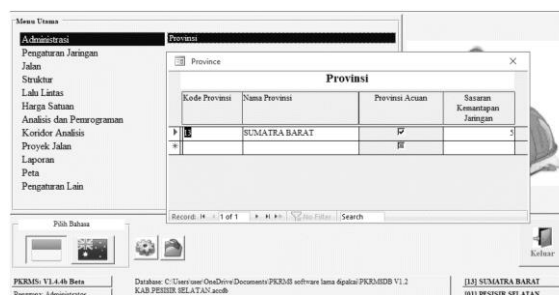 Menu Utama
Administrasi
Provinsi
Pengaturan Jaringan
Jalan
Struktur
Lalu Lintas
Harga Satuan
Analisis dan Pemrograman
Koridor Analisis
Proyek Jalan
Laporan
Peta
Pengaturan Lain
Province
Provinsi
Kode Provinsi Nama Provinsi Provinsi Acuan Sasaran Kemantapan Jaringan
13 SUMATRA BARAT 5
Record: 1 of 1 No Filter Search
Pilih Bahasa
Keluar
PKRMS: V1.4.4b Beta
Database: C:\Users\user\OneDrive\Documents\PKRMS software lama dipakai\PKRMSDB V1.2
KAB.PESISIR SELATAN.accdb
[13] SUMATRA BARAT
Pengguna: Administrator
[01] PESISIR SELATAN